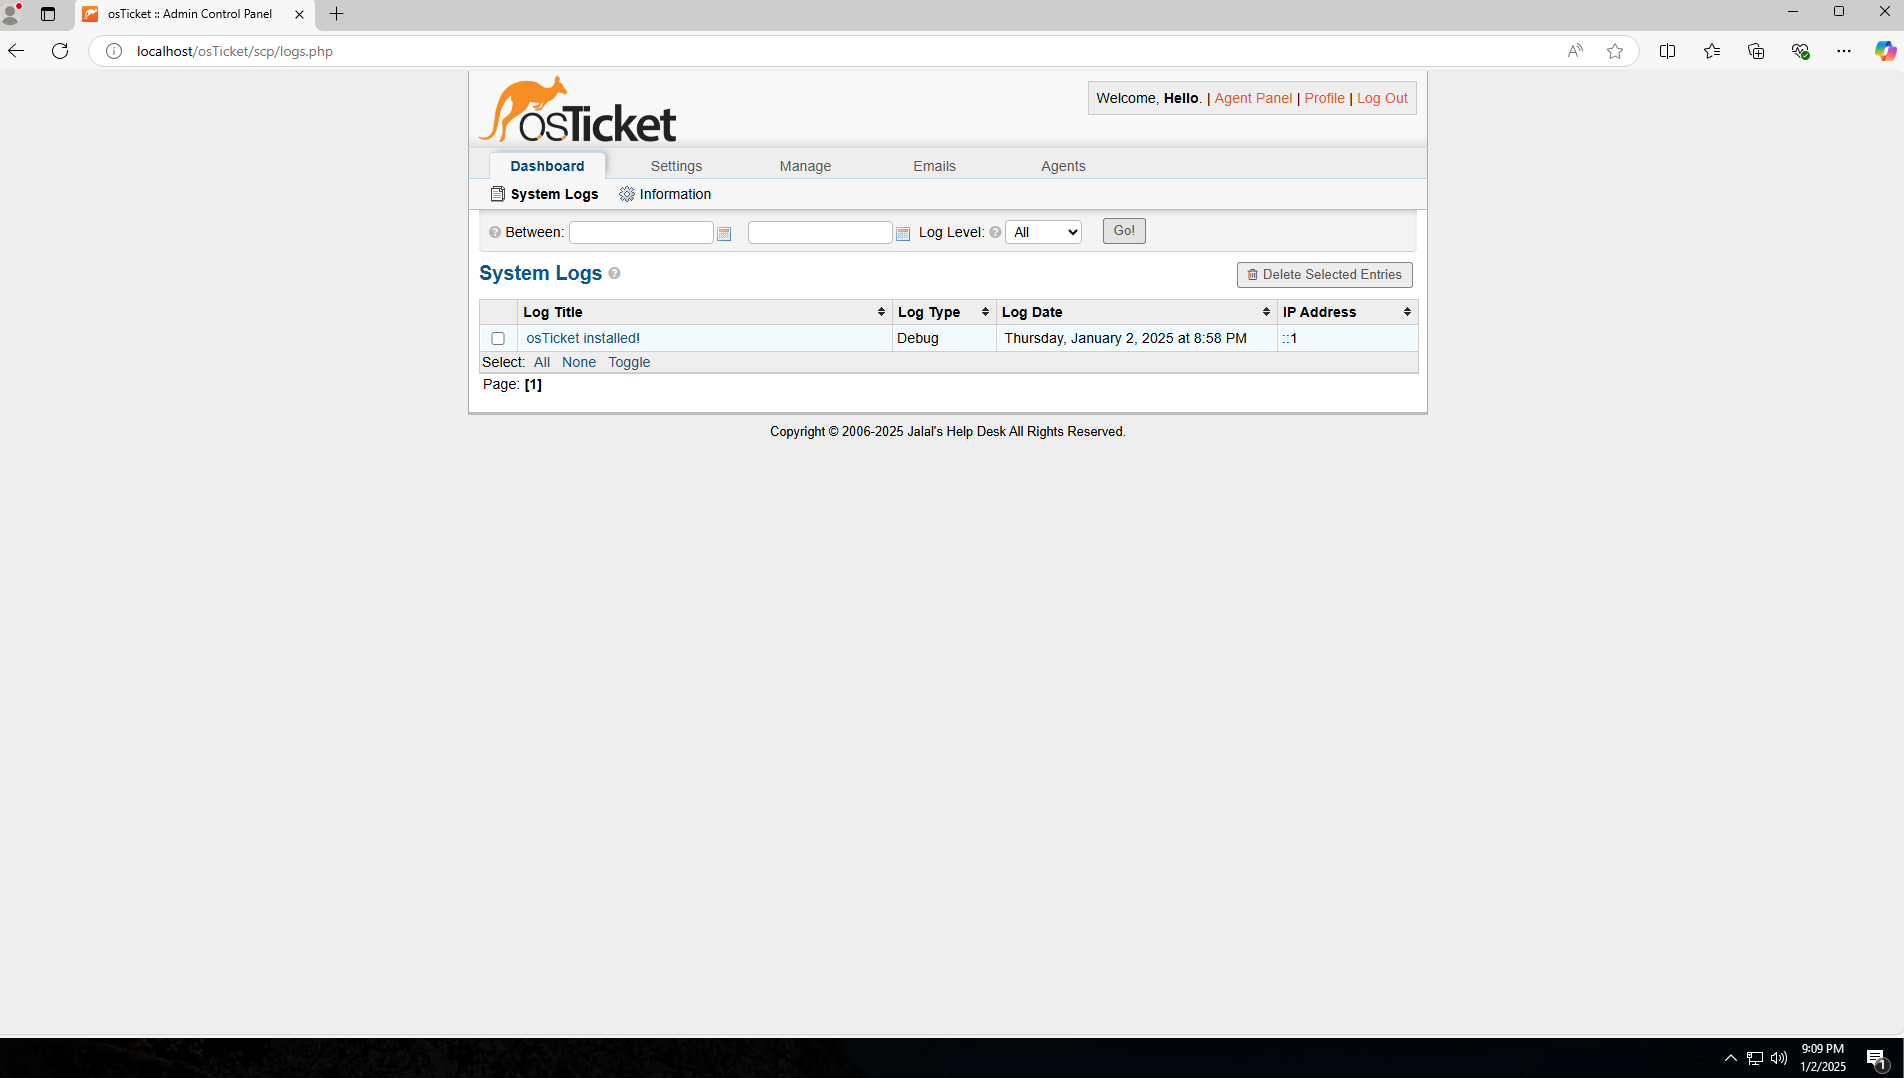 osTicket :: Admin Control Panel
localhost/osTicket/scp/logs.php
osTicket
Welcome, Hello. | Agent Panel | Profile | Log Out
Dashboard Settings Manage Emails Agents
System Logs Information
Between: Log Level: All Go!
System Logs Delete Selected Entries
Log Title Log Type Log Date IP Address
osTicket installed! Debug Thursday, January 2, 2025 at 8:58 PM ::1
Select: All None Toggle
Page: [1]
Copyright © 2006-2025 Jalal's Help Desk All Rights Reserved.
9:09 PM
1/2/2025
1